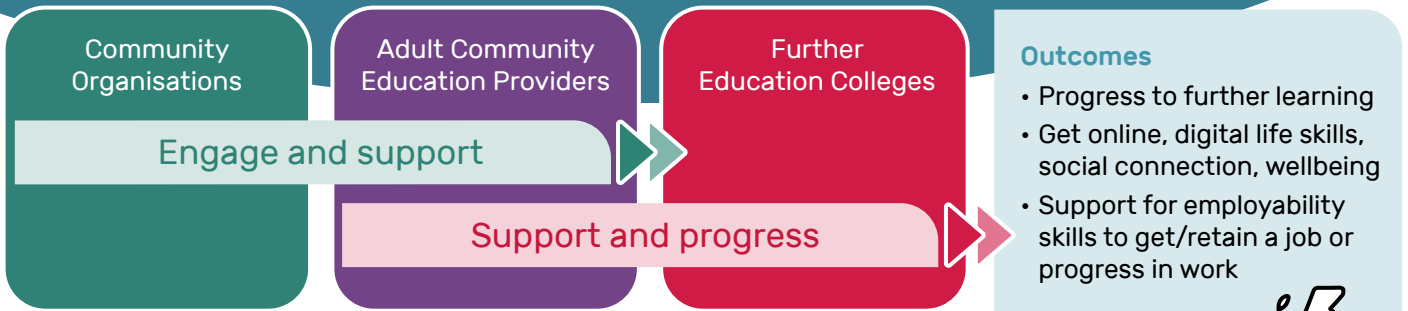 Community
Organisations
Adult Community
Education Providers
Further
Education Colleges
Engage and support
Support and progress
Outcomes
• Progress to further learning
• Get online, digital life skills,
social connection, wellbeing
• Support for employability
skills to get/retain a job or
progress in work